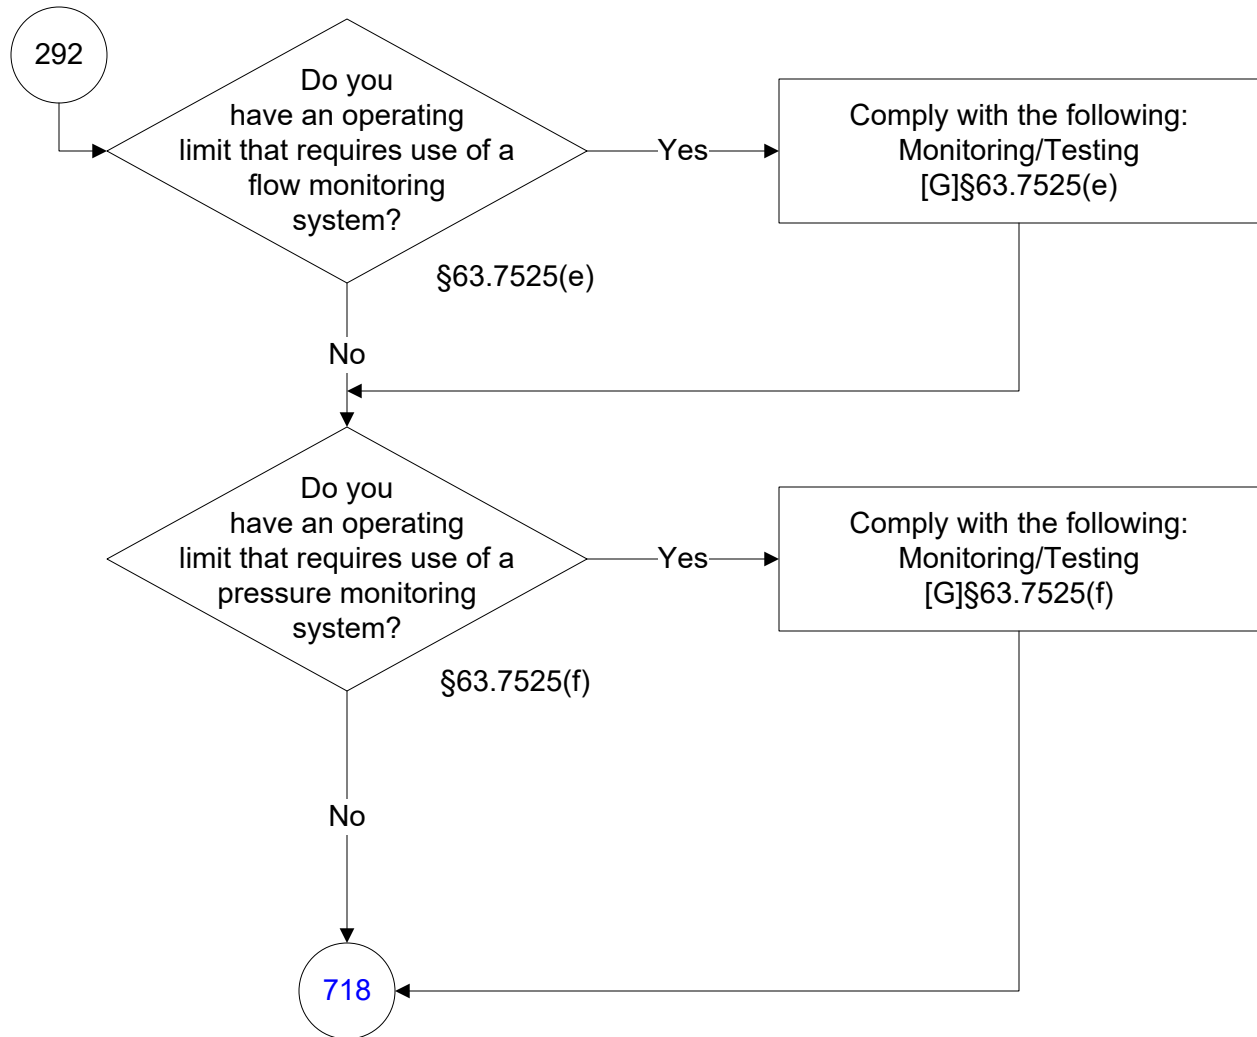 292
Do you
have an operating
limit that requires use of a
flow monitoring
system?
Yes
Comply with the following:
Monitoring/Testing
[G]§63.7525(e)
§63.7525(e)
No
Do you
have an operating
limit that requires use of a
pressure monitoring
system?
Yes
Comply with the following:
Monitoring/Testing
[G]§63.7525(f)
§63.7525(f)
No
718